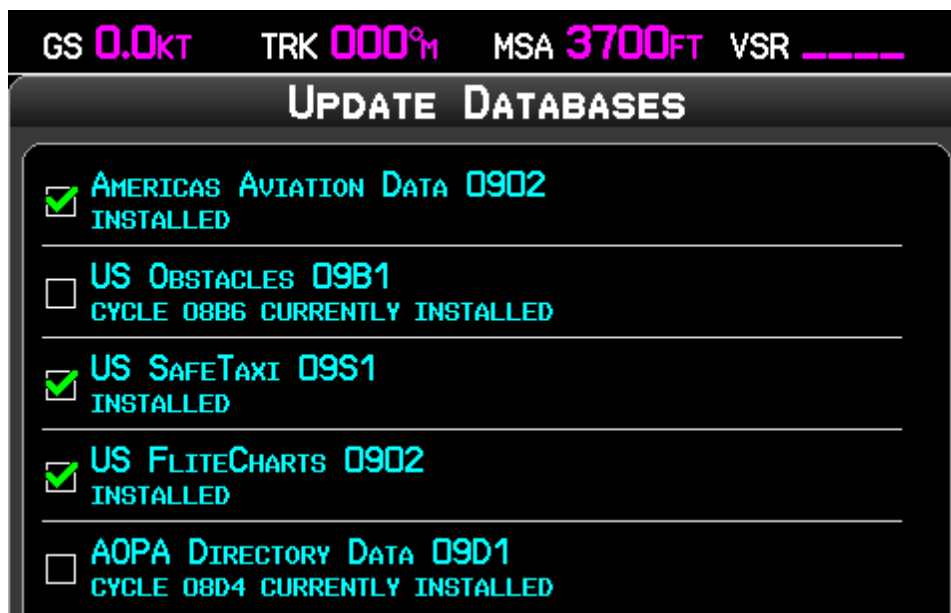 GS 0.0KT TRK 000°M MSA 3700FT VSR ____
UPDATE DATABASES
AMERICAS AVIATION DATA 0902
INSTALLED
US OBSTACLES 09B1
CYCLE 08B6 CURRENTLY INSTALLED
US SAFETAXI 09S1
INSTALLED
US FLITECHARTS 0902
INSTALLED
AOPA DIRECTORY DATA 09D1
CYCLE 08D4 CURRENTLY INSTALLED